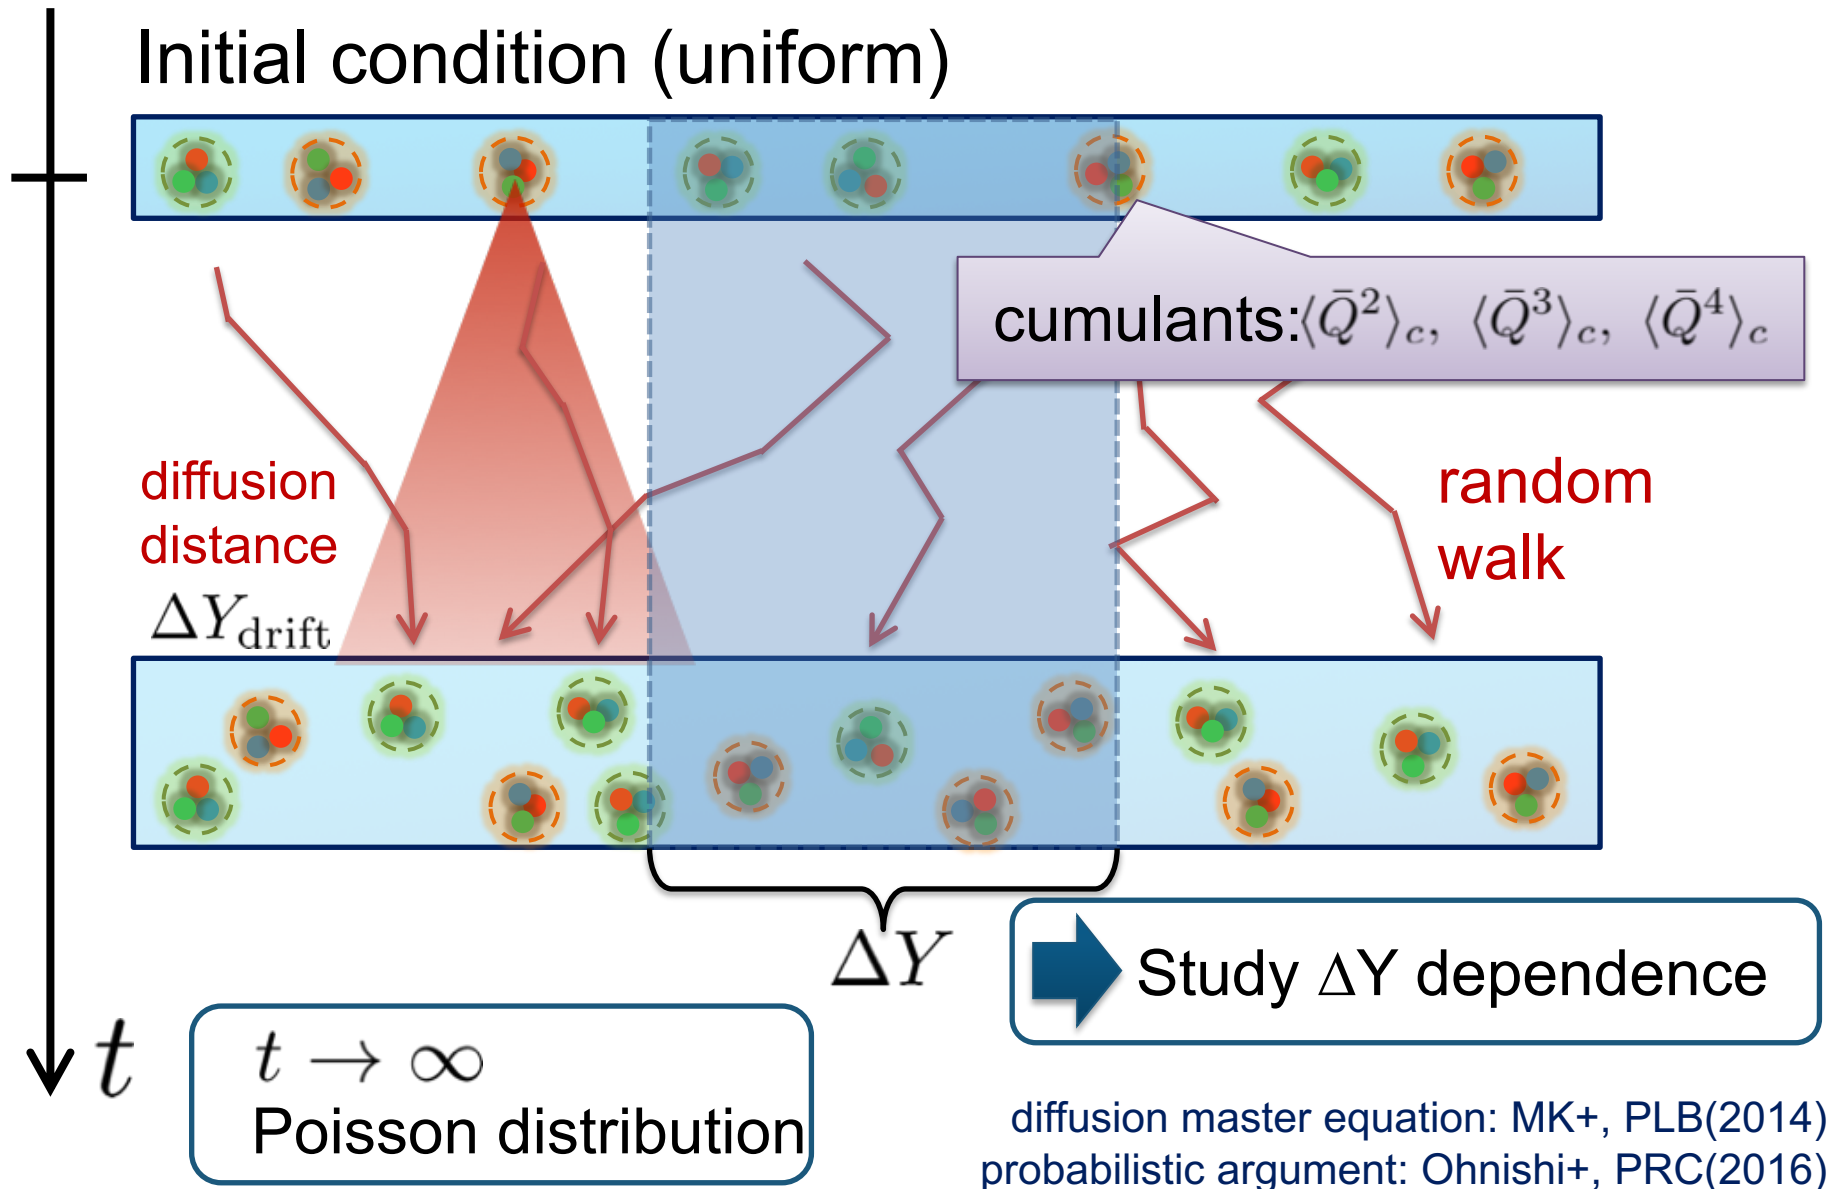 Initial condition (uniform)
cumulants:⟨Q̄²⟩c, ⟨Q̄³⟩c, ⟨Q̄⁴⟩c
diffusion
distance
ΔY_drift
random
walk
ΔY
Study ΔY dependence
t
t → ∞
Poisson distribution
diffusion master equation: MK+, PLB(2014)
probabilistic argument: Ohnishi+, PRC(2016)